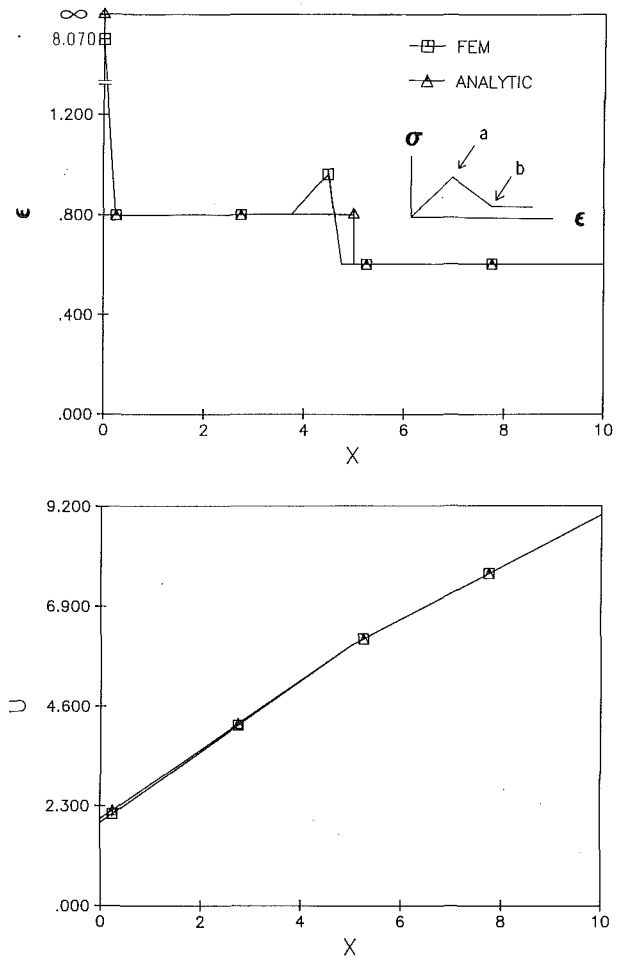 ∞
8.070
FEM
ANALYTIC
1.200
σ
a
b
ϵ
ϵ
.800
.400
.000
0 2 4 6 8 10
X
9.200
6.900
4.600
U
2.300
.000
0 2 4 6 8 10
X